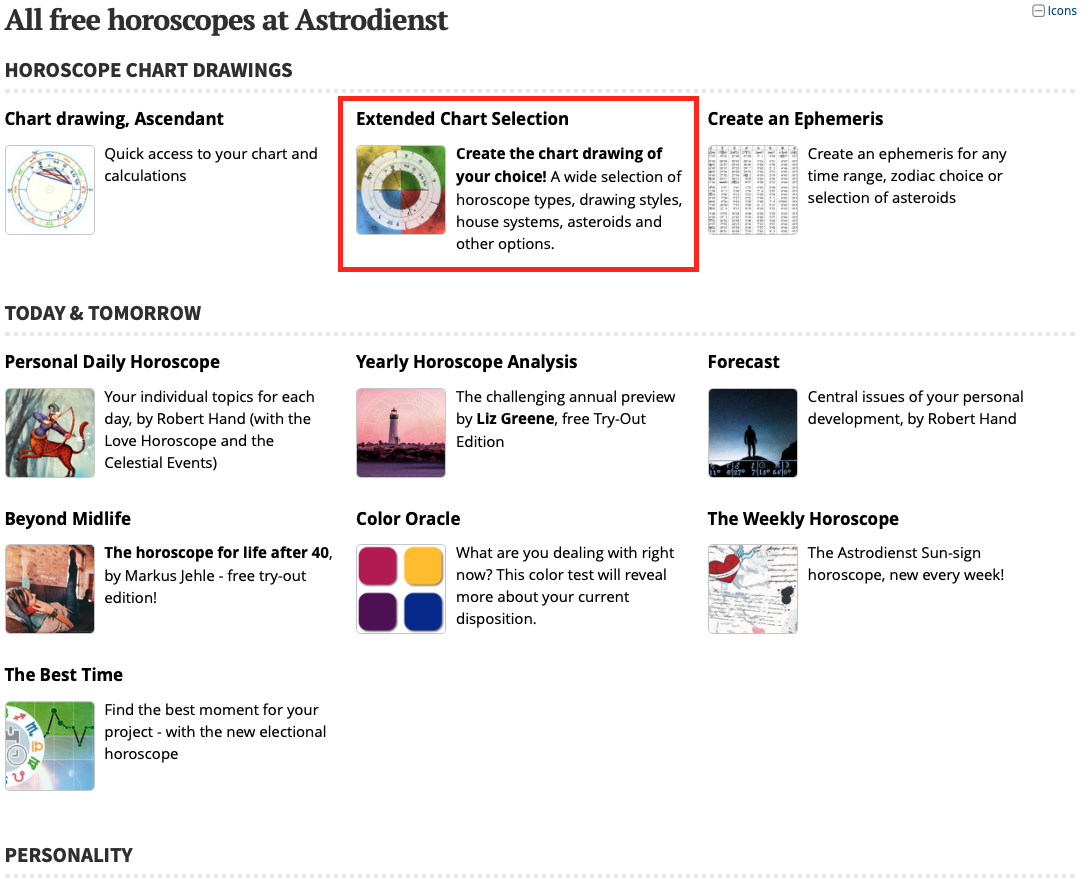 All free horoscopes at Astrodienst
Icons
HOROSCOPE CHART DRAWINGS
Chart drawing, Ascendant
Quick access to your chart and
calculations
Extended Chart Selection
Create the chart drawing of
your choice! A wide selection of
horoscope types, drawing styles,
house systems, asteroids and
other options.
Create an Ephemeris
Create an ephemeris for any
time range, zodiac choice or
selection of asteroids
TODAY & TOMORROW
Personal Daily Horoscope
Your individual topics for each
day, by Robert Hand (with the
Love Horoscope and the
Celestial Events)
Yearly Horoscope Analysis
The challenging annual preview
by Liz Greene, free Try-Out
Edition
Forecast
Central issues of your personal
development, by Robert Hand
Beyond Midlife
The horoscope for life after 40,
by Markus Jehle - free try-out
edition!
Color Oracle
What are you dealing with right
now? This color test will reveal
more about your current
disposition.
The Weekly Horoscope
The Astrodienst Sun-sign
horoscope, new every week!
The Best Time
Find the best moment for your
project - with the new electional
horoscope
PERSONALITY